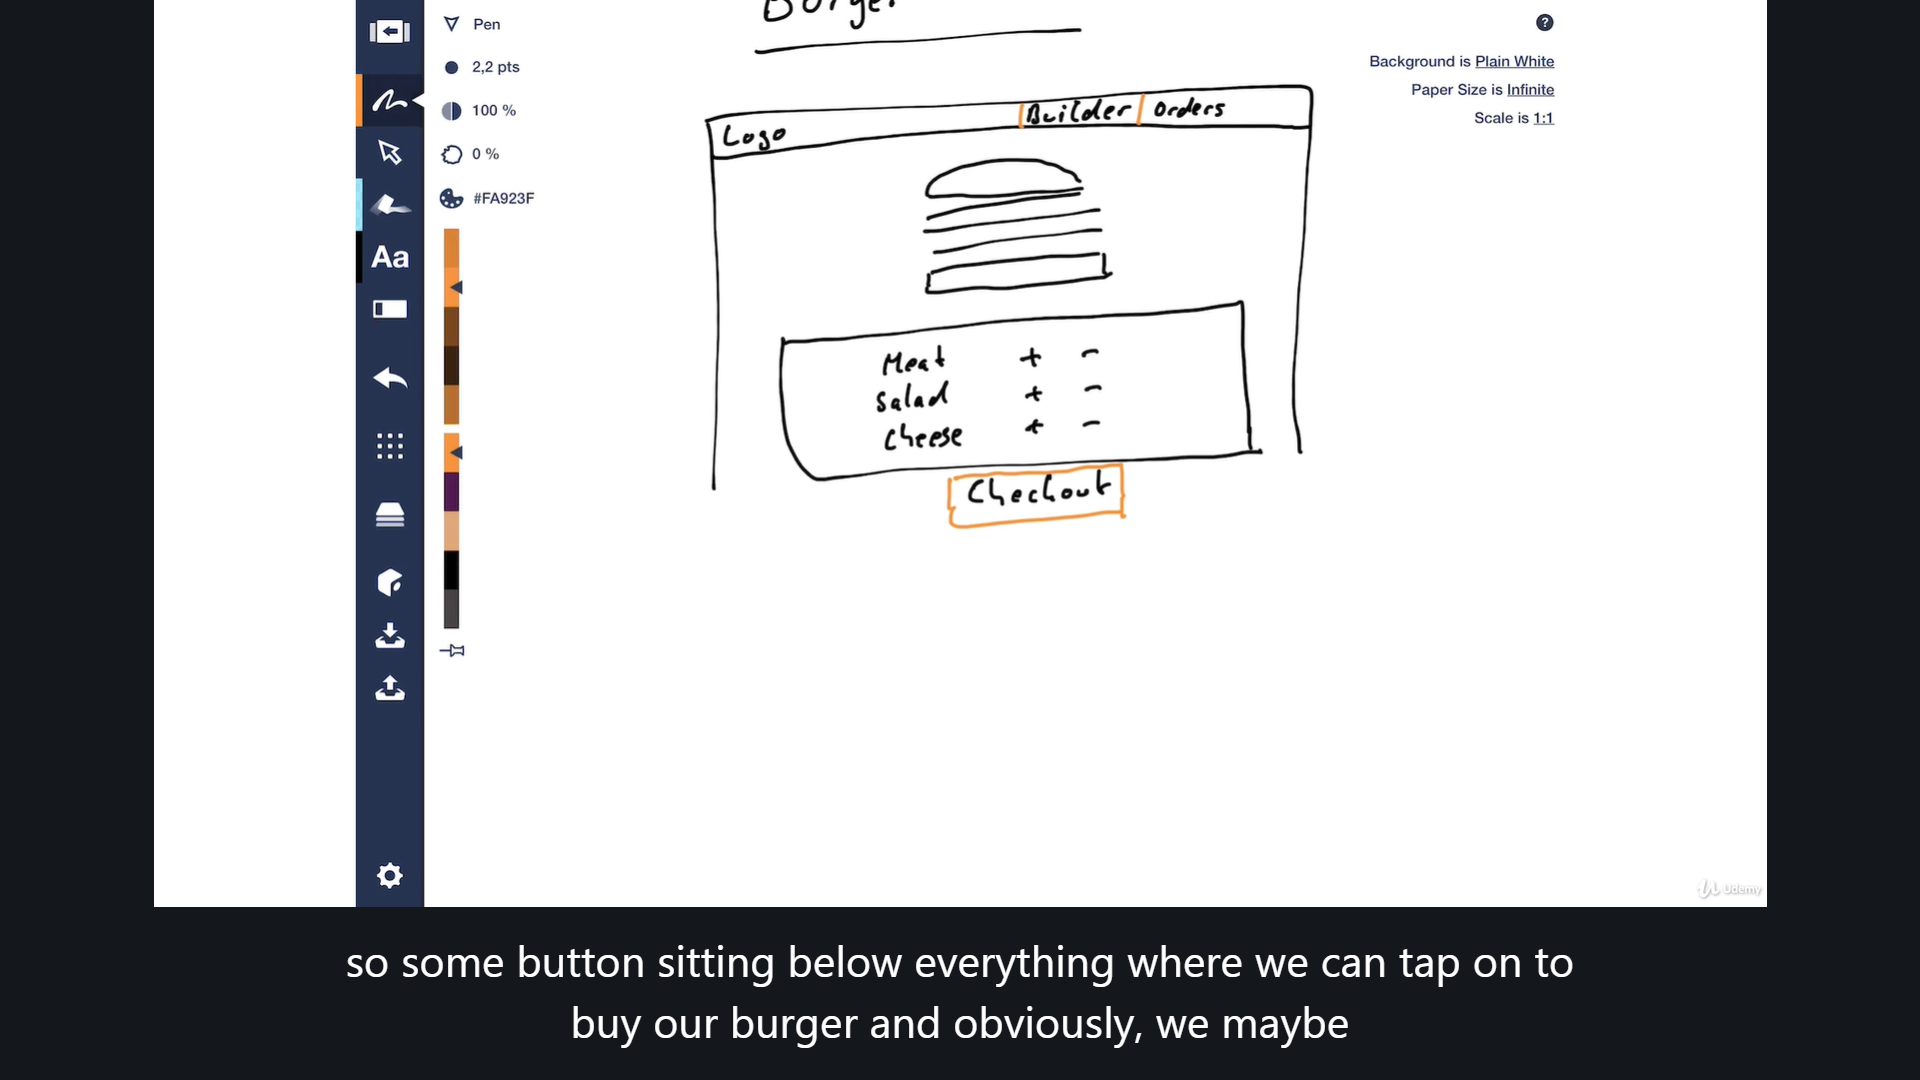 Burger
Pen
2,2 pts
100 %
0 %
#FA923F
Aa
Background is Plain White
Paper Size is Infinite
Scale is 1:1
?
Logo
Builder
Orders
Meat + -
Salad + -
Cheese + -
Checkout
Udemy
so some button sitting below everything where we can tap on to
buy our burger and obviously, we maybe